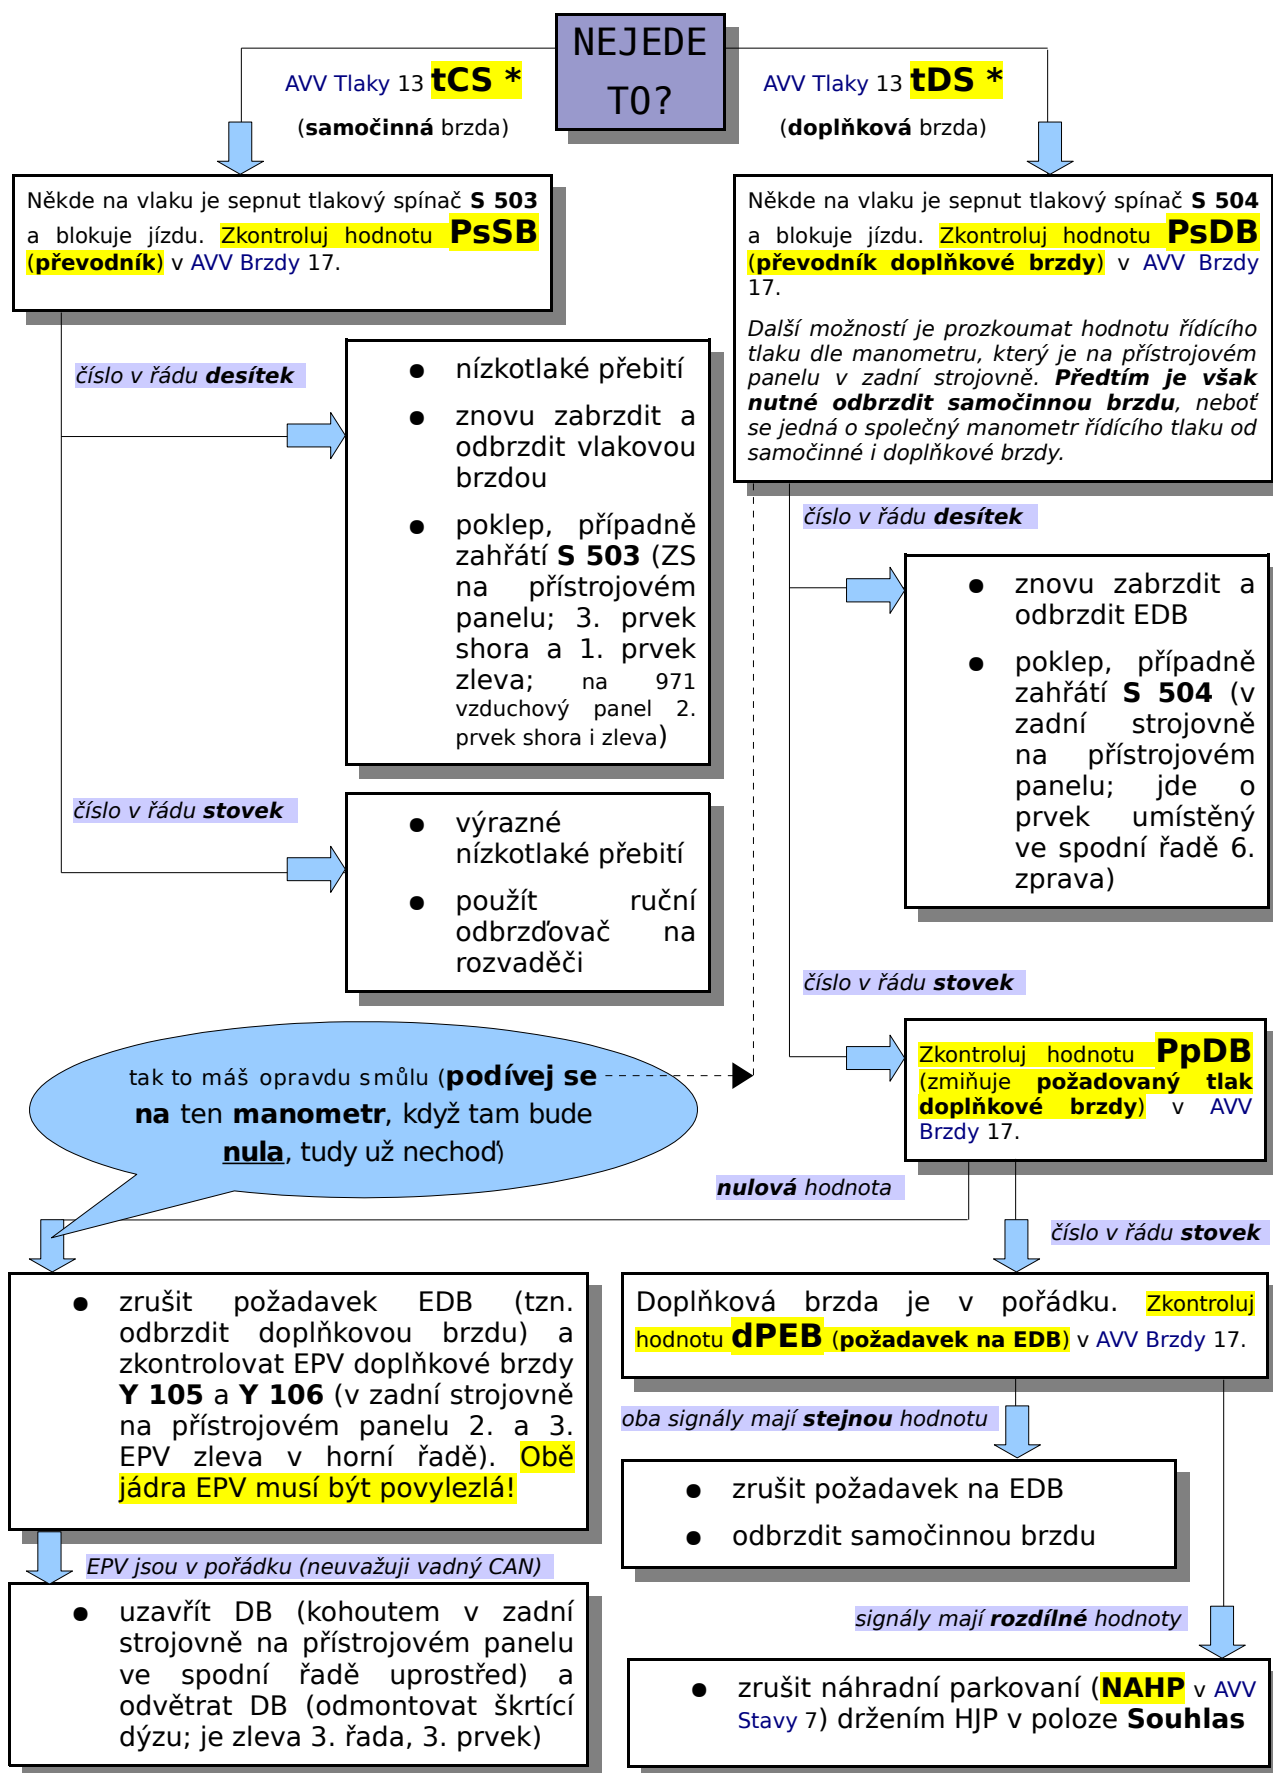 NEJEDE
TO?
AVV Tlaky 13 tCS *
(samočinná brzda)
AVV Tlaky 13 tDS *
(doplňková brzda)
Někde na vlaku je sepnut tlakový spínač S 503
a blokuje jízdu. Zkontroluj hodnotu PsSB
(převodník) v AVV Brzdy 17.
Někde na vlaku je sepnut tlakový spínač S 504
a blokuje jízdu. Zkontroluj hodnotu PsDB
(převodník doplňkové brzdy) v AVV Brzdy
17.
Další možností je prozkoumat hodnotu řídícího
tlaku dle manometru, který je na přístrojovém
panelu v zadní strojovně. Předtím je však
nutné odbrzdit samočinnou brzdu, neboť
se jedná o společný manometr řídícího tlaku od
samočinné i doplňkové brzdy.
číslo v řádu desítek
● nízkotlaké přebití
● znovu zabrzdit a
odbrzdit vlakovou
brzdou
● poklep, případně
zahřátí S 503 (ZS
na přístrojovém
panelu; 3. prvek
shora a 1. prvek
zleva; na 971
vzduchový panel 2.
prvek shora i zleva)
číslo v řádu stovek
● výrazné
nízkotlaké přebití
● použít ruční
odbrzďovač na
rozvaděči
číslo v řádu desítek
● znovu zabrzdit a
odbrzdit EDB
● poklep, případně
zahřátí S 504 (v
zadní strojovně
na přístrojovém
panelu; jde o
prvek umístěný
ve spodní řadě 6.
zprava)
číslo v řádu stovek
Zkontroluj hodnotu PpDB
(zmiňuje požadovaný tlak
doplňkové brzdy) v AVV
Brzdy 17.
tak to máš opravdu smůlu (podívej se
na ten manometr, když tam bude
nula, tudy už nechoď)
nulová hodnota
číslo v řádu stovek
● zrušit požadavek EDB (tzn.
odbrzdit doplňkovou brzdu) a
zkontrolovat EPV doplňkové brzdy
Y 105 a Y 106 (v zadní strojovně
na přístrojovém panelu 2. a 3.
EPV zleva v horní řadě). Obě
jádra EPV musí být povylezlá!
Doplňková brzda je v pořádku. Zkontroluj
hodnotu dPEB (požadavek na EDB) v AVV Brzdy 17.
oba signály mají stejnou hodnotu
● zrušit požadavek na EDB
● odbrzdit samočinnou brzdu
EPV jsou v pořádku (neuvažuji vadný CAN)
● uzavřít DB (kohoutem v zadní
strojovně na přístrojovém panelu
ve spodní řadě uprostřed) a
odvětrat DB (odmontovat škrtící
dýzu; je zleva 3. řada, 3. prvek)
signály mají rozdílné hodnoty
● zrušit náhradní parkovaní (NAHP v AVV
Stavy 7) držením HJP v poloze Souhlas